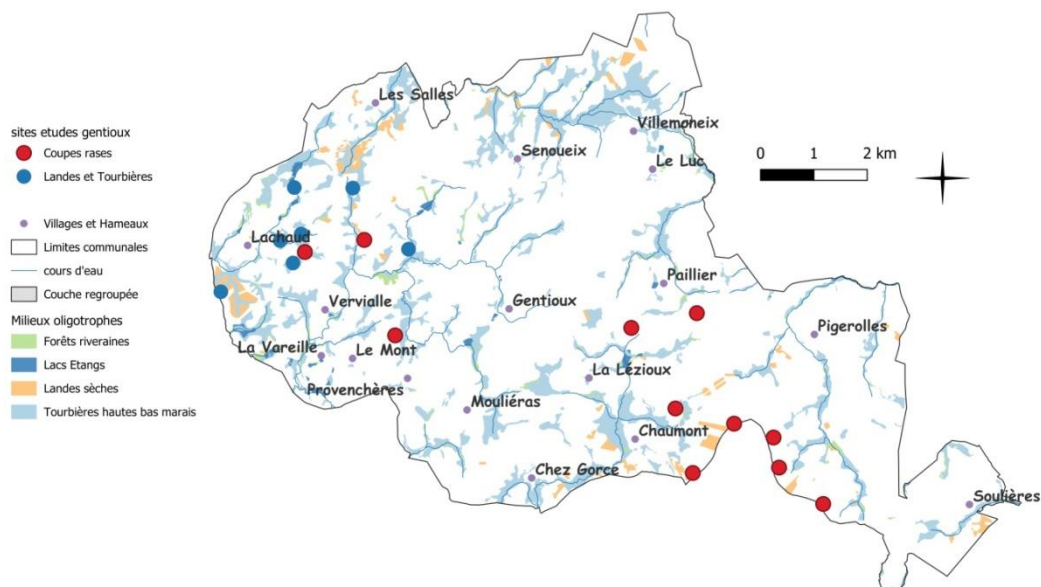 sites etudes gentioux
Coupes rases
Landes et Tourbières
Villages et Hameaux
Limites communales
cours d'eau
Couche regroupée
Milieux oligotrophes
Forêts riveraines
Lacs Etangs
Landes sèches
Tourbières hautes bas marais
Les Salles
Villemoneix
Senoueix
Le Luc
0 1 2 km
Lachaud
Paillier
Vervialle
Gentioux
Pigerolles
La Vareille
Le Mont
La Lézioux
Provenchères
Mouliéras
Chaumont
Chez Gorce
Soulières